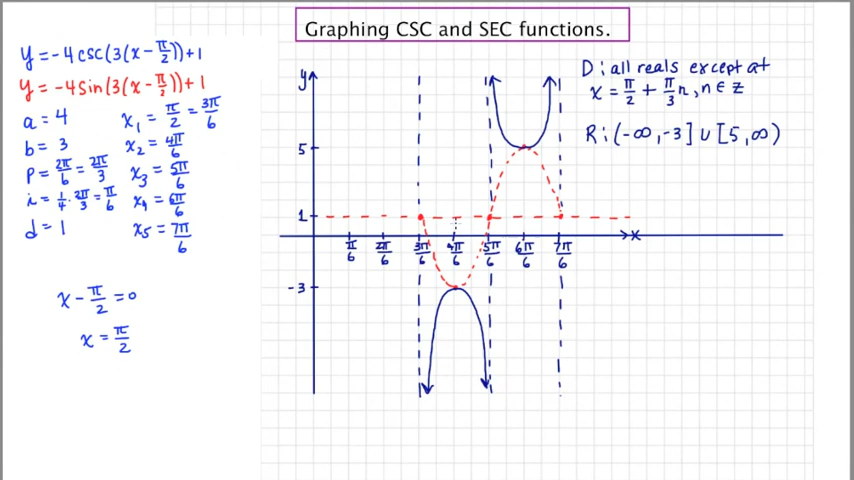 Graphing CSC and SEC functions.
y = -4 csc(3(x - π/2)) + 1
y = -4 sin(3(x - π/2)) + 1
a = 4
b = 3
P = 2π/6 = 2π/3
i = 1/4 · 2π/3 = π/6
d = 1
x₁ = π/2 = 3π/6
x₂ = 4π/6
x₃ = 5π/6
x₄ = 6π/6
x₅ = 7π/6
x - π/2 = 0
x = π/2
y
5
1
-3
π/6 2π/6 3π/6 4π/6 5π/6 6π/6 7π/6
x
D: all reals except at
x = π/2 + π/3 n, n ∈ Z
R: (-∞, -3] ∪ [5, ∞)